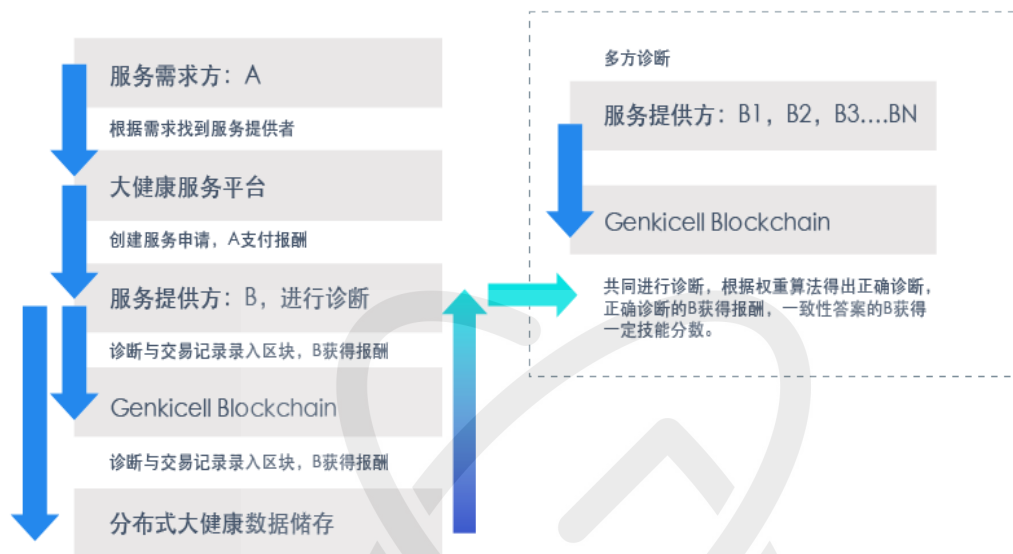 服务需求方：A
根据需求找到服务提供者
大健康服务平台
创建服务申请，A支付报酬
服务提供方：B，进行诊断
诊断与交易记录录入区块，B获得报酬
Genkicell Blockchain
诊断与交易记录录入区块，B获得报酬
分布式大健康数据储存
多方诊断
服务提供方：B1，B2，B3....BN
Genkicell Blockchain
共同进行诊断，根据权重算法得出正确诊断，
正确诊断的B获得报酬，一致性答案的B获得
一定技能分数。